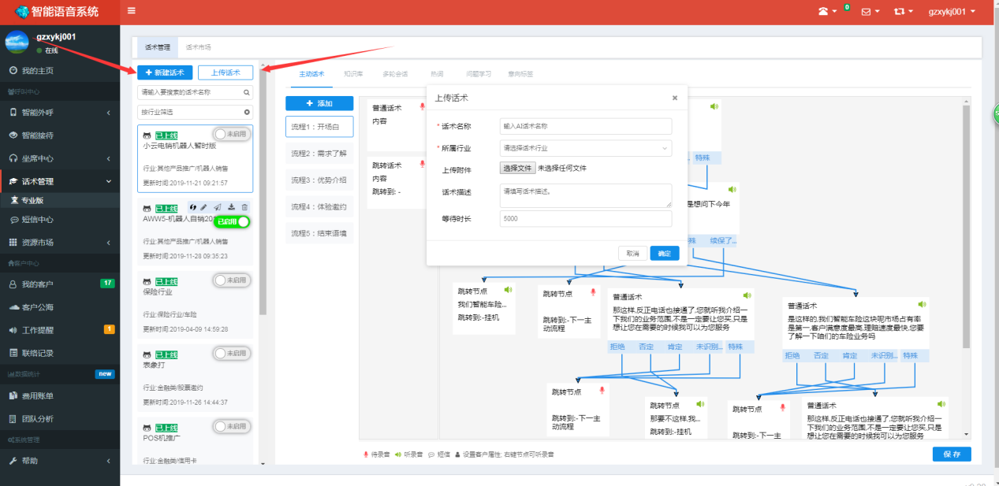 智能语音系统
0
gzxykj001
gzxykj001
在线
我的主页
呼叫中心
智能外呼
智能接待
坐席中心
话术管理
专业版
短信中心
资源市场
客户中心
我的客户
17
客户公海
工作提醒
1
联络记录
数据统计
new
费用账单
团队分析
系统管理
帮助
话术管理
话术市场
新建话术
上传话术
请输入要搜索的话术名称
按行业筛选
已上线
未启用
小云电销机器人暂时版
行业:其他产品推广/机器人销售
更新时间:2019-11-21 09:21:57
已上线
AWW5-机器人自销20
已启用
行业:其他产品推广/机器人销售
更新时间:2019-11-28 09:35:23
已上线
未启用
保险行业
行业:保险行业/车险
更新时间:2019-04-09 14:59:28
已上线
未启用
表象打
行业:金融类/股票邀约
更新时间:2019-11-26 14:44:37
已上线
未启用
POS机推广
行业:金融类/信用卡
主动话术
知识库
多轮会话
热词
问题学习
意向标签
添加
流程1：开场白
流程2：需求了解
流程3：优势介绍
流程4：体验邀约
流程5：结束语境
普通话术
内容
跳转话术
内容
跳转到: -
特殊
是想问下今年
殊
续保了...
上传话术
×
* 话术名称
输入AI话术名称
* 所属行业
请选择话术行业
上传附件
选择文件
未选择任何文件
话术描述
请填写话术描述。
等待时长
5000
取消
确定
跳转节点
我们智能车险...
跳转到:-挂机
跳转节点
跳转到:-下一主
动流程
普通话术
那这样,反正电话也接通了,您就听我介绍一
下我们的业务范围,不是一定要让您买,只是
想让您在需要的时候我可以为您服务
拒绝
否定
肯定
未识别...
特殊
普通话术
是这样的,我们智能车险这块呢市场占有率
是第一,客户满意度最高,理赔速度最快,您要
了解一下咱们的车险业务吗
拒绝
否定
肯定
未识别...
特殊
跳转节点
跳转到:-下一主
动流程
跳转节点
那要不这样,我...
跳转到:-挂机
跳转节点
跳转到:-下一主
普通话术
那这样,反正电话也接通了,您就听我介绍一
下我们的业务范围,不是一定要让您买,只是
想让您在需要的时候我可以为您服务
待录音
听录音
短信
设置客户属性; 右键节点可听录音
保 存